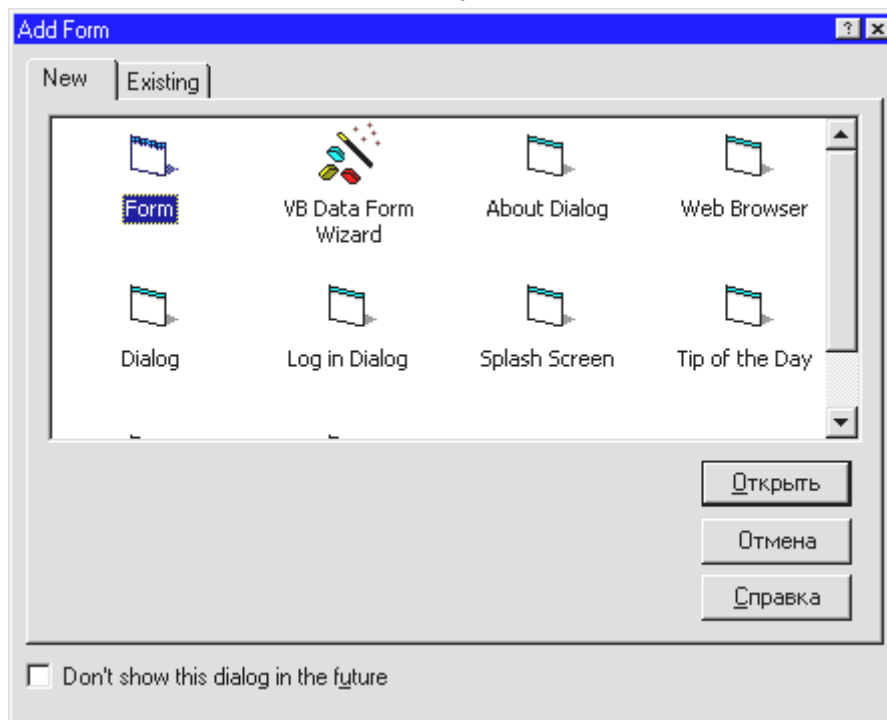 Add Form
New Existing
Form VB Data Form Wizard About Dialog Web Browser
Dialog Log in Dialog Splash Screen Tip of the Day
Открыть
Отмена
Справка
Don't show this dialog in the future